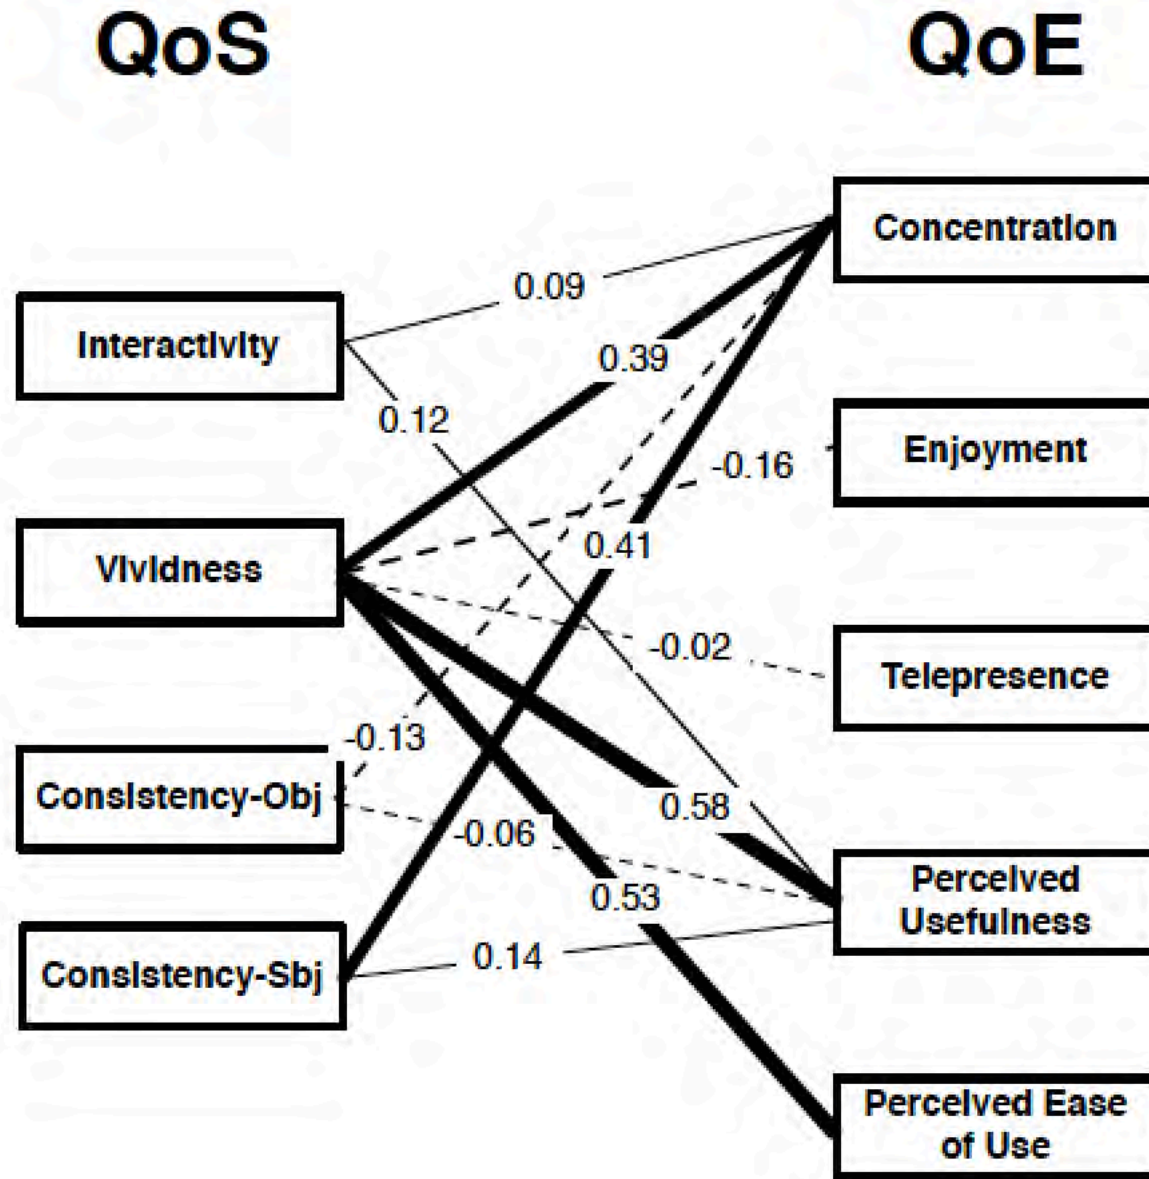 QoS
QoE
Concentration
0.09
Interactivity
0.39
0.12
Enjoyment
-0.16
0.41
Vividness
-0.02
Telepresence
-0.13
Consistency-Obj
0.58
-0.06
0.53
Perceived
Usefulness
0.14
Consistency-Sbj
Perceived Ease
of Use